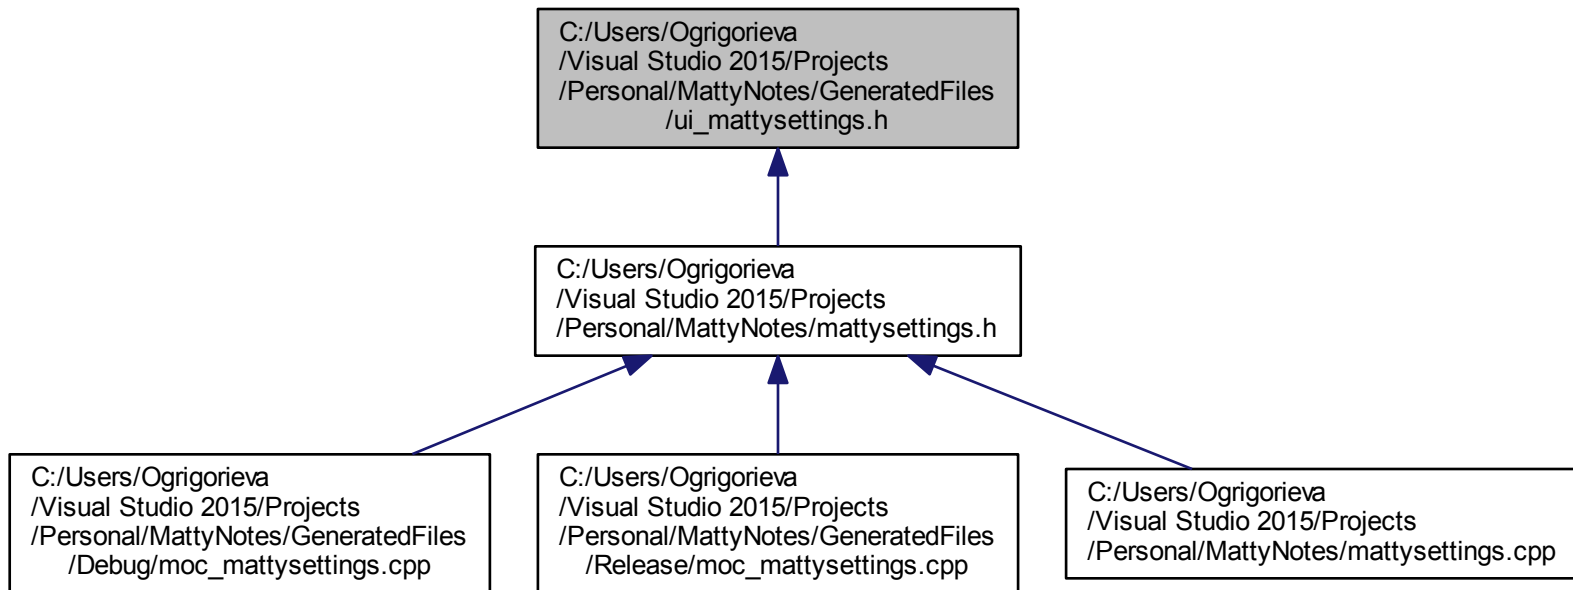 C:/Users/Ogrigorieva
/Visual Studio 2015/Projects
/Personal/MattyNotes/GeneratedFiles
/ui_mattysettings.h
C:/Users/Ogrigorieva
/Visual Studio 2015/Projects
/Personal/MattyNotes/mattysettings.h
C:/Users/Ogrigorieva
/Visual Studio 2015/Projects
/Personal/MattyNotes/GeneratedFiles
/Debug/moc_mattysettings.cpp
C:/Users/Ogrigorieva
/Visual Studio 2015/Projects
/Personal/MattyNotes/GeneratedFiles
/Release/moc_mattysettings.cpp
C:/Users/Ogrigorieva
/Visual Studio 2015/Projects
/Personal/MattyNotes/mattysettings.cpp